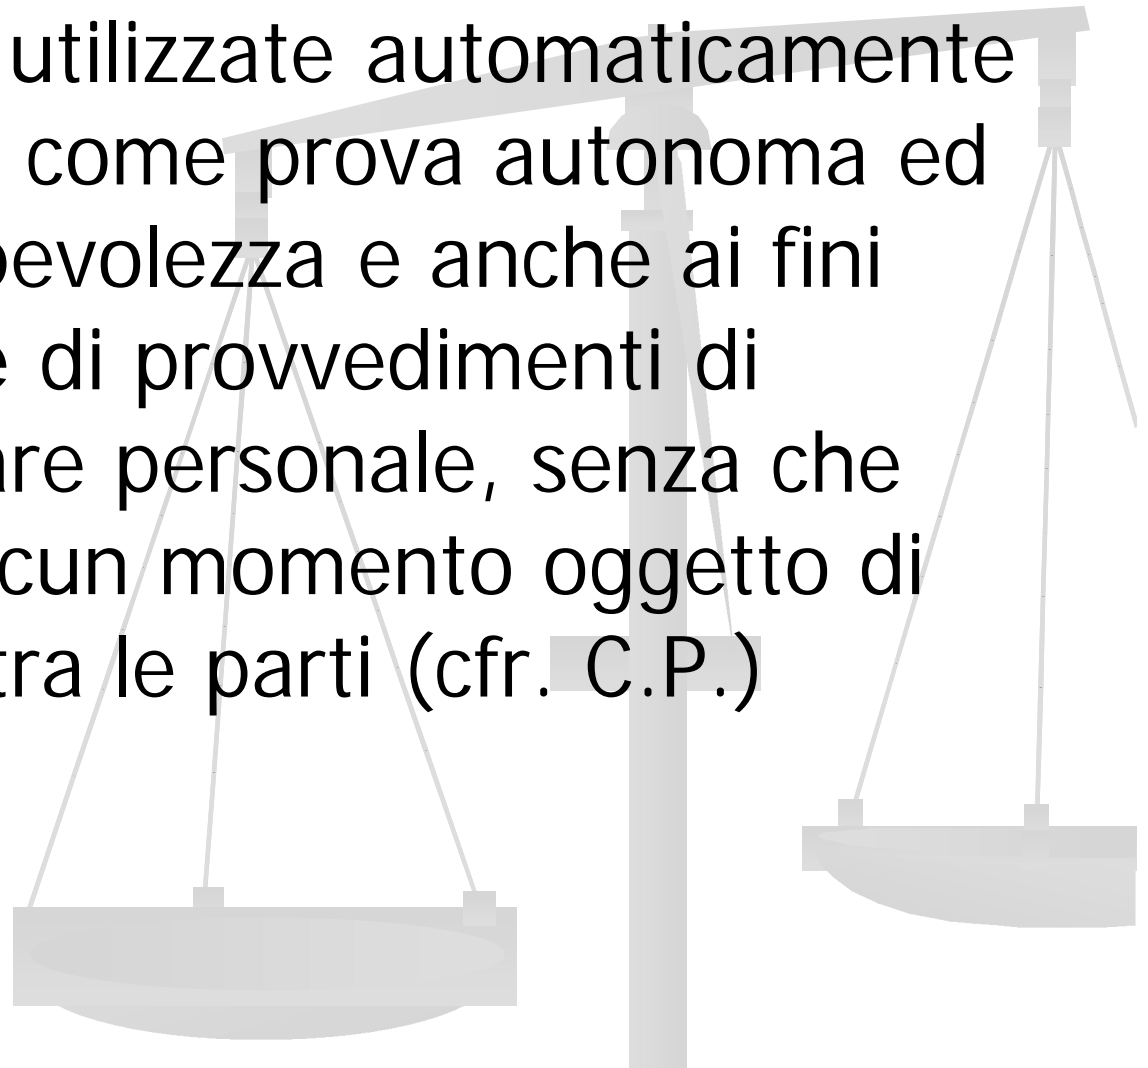 utilizzate automaticamente
come prova autonoma ed
pevolezza e anche ai fini
e di provvedimenti di
are personale, senza che
cun momento oggetto di
tra le parti (cfr. C.P.)